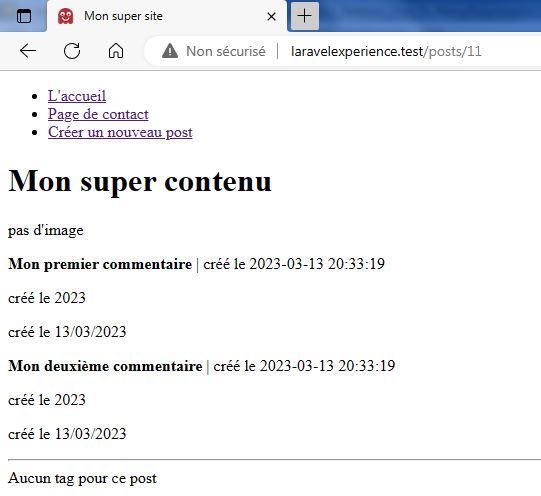 Mon super site
Non sécurisé | laravelexperience.test/posts/11
L'accueil
Page de contact
Créer un nouveau post
Mon super contenu
pas d'image
Mon premier commentaire | créé le 2023-03-13 20:33:19
créé le 2023
créé le 13/03/2023
Mon deuxième commentaire | créé le 2023-03-13 20:33:19
créé le 2023
créé le 13/03/2023
Aucun tag pour ce post